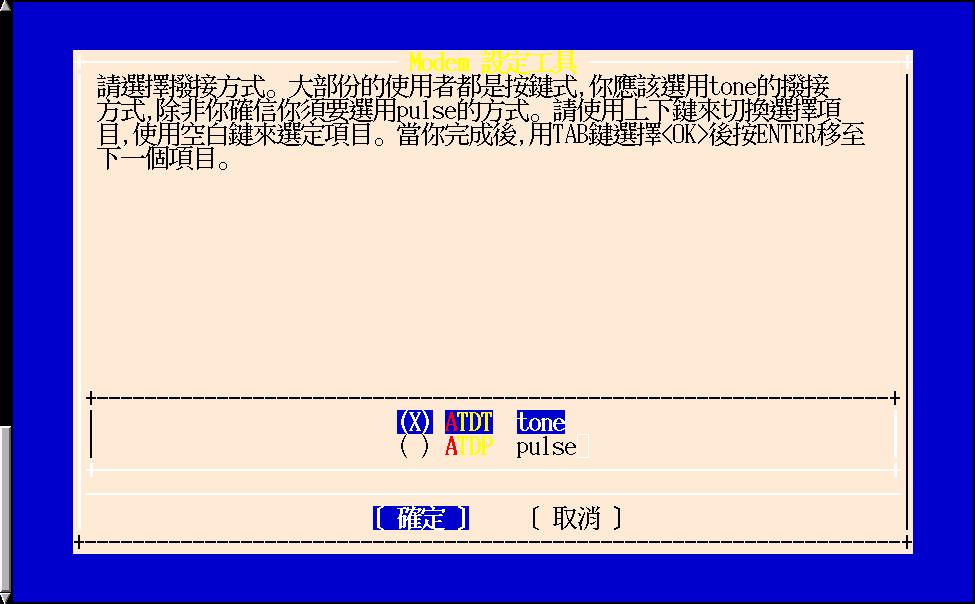 Modem 設定工具
請選擇撥接方式。大部份的使用者都是按鍵式,你應該選用tone的撥接
方式,除非你確信你須要選用pulse的方式。請使用上下鍵來切換選擇項
目,使用空白鍵來選定項目。當你完成後,用TAB鍵選擇<OK>後按ENTER移至
下一個項目。
(X) ATDT tone
( ) ATDP pulse
[ 確定 ] [ 取消 ]